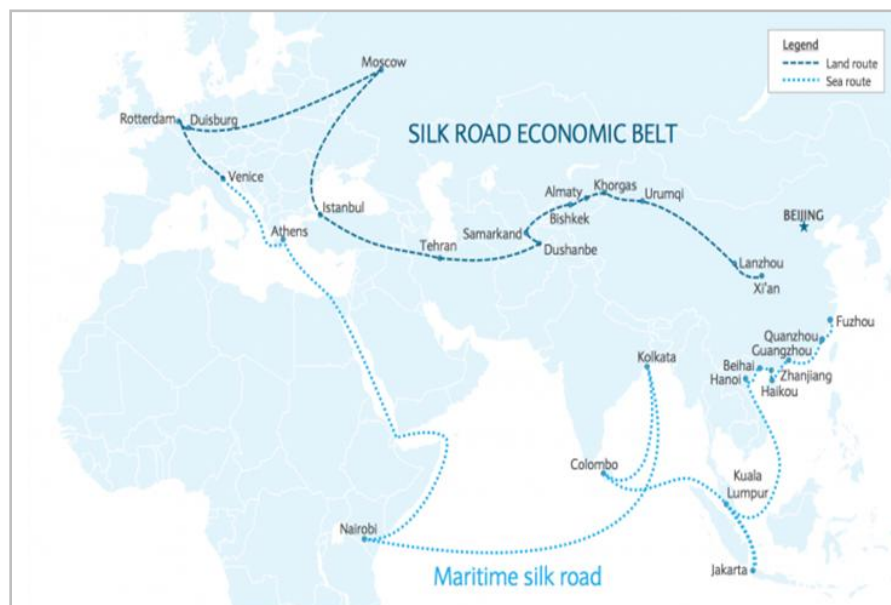 Legend
Land route
Sea route
Moscow
Rotterdam
Duisburg
SILK ROAD ECONOMIC BELT
Venice
Almaty
Khorgas
Urumqi
Bishkek
Istanbul
BEIJING
Athens
Samarkand
Tehran
Dushanbe
Lanzhou
Xi'an
Fuzhou
Quanzhou
Guangzhou
Kolkata
Beihai
Zhanjiang
Hanoi
Haikou
Colombo
Kuala
Lumpur
Nairobi
Maritime silk road
Jakarta